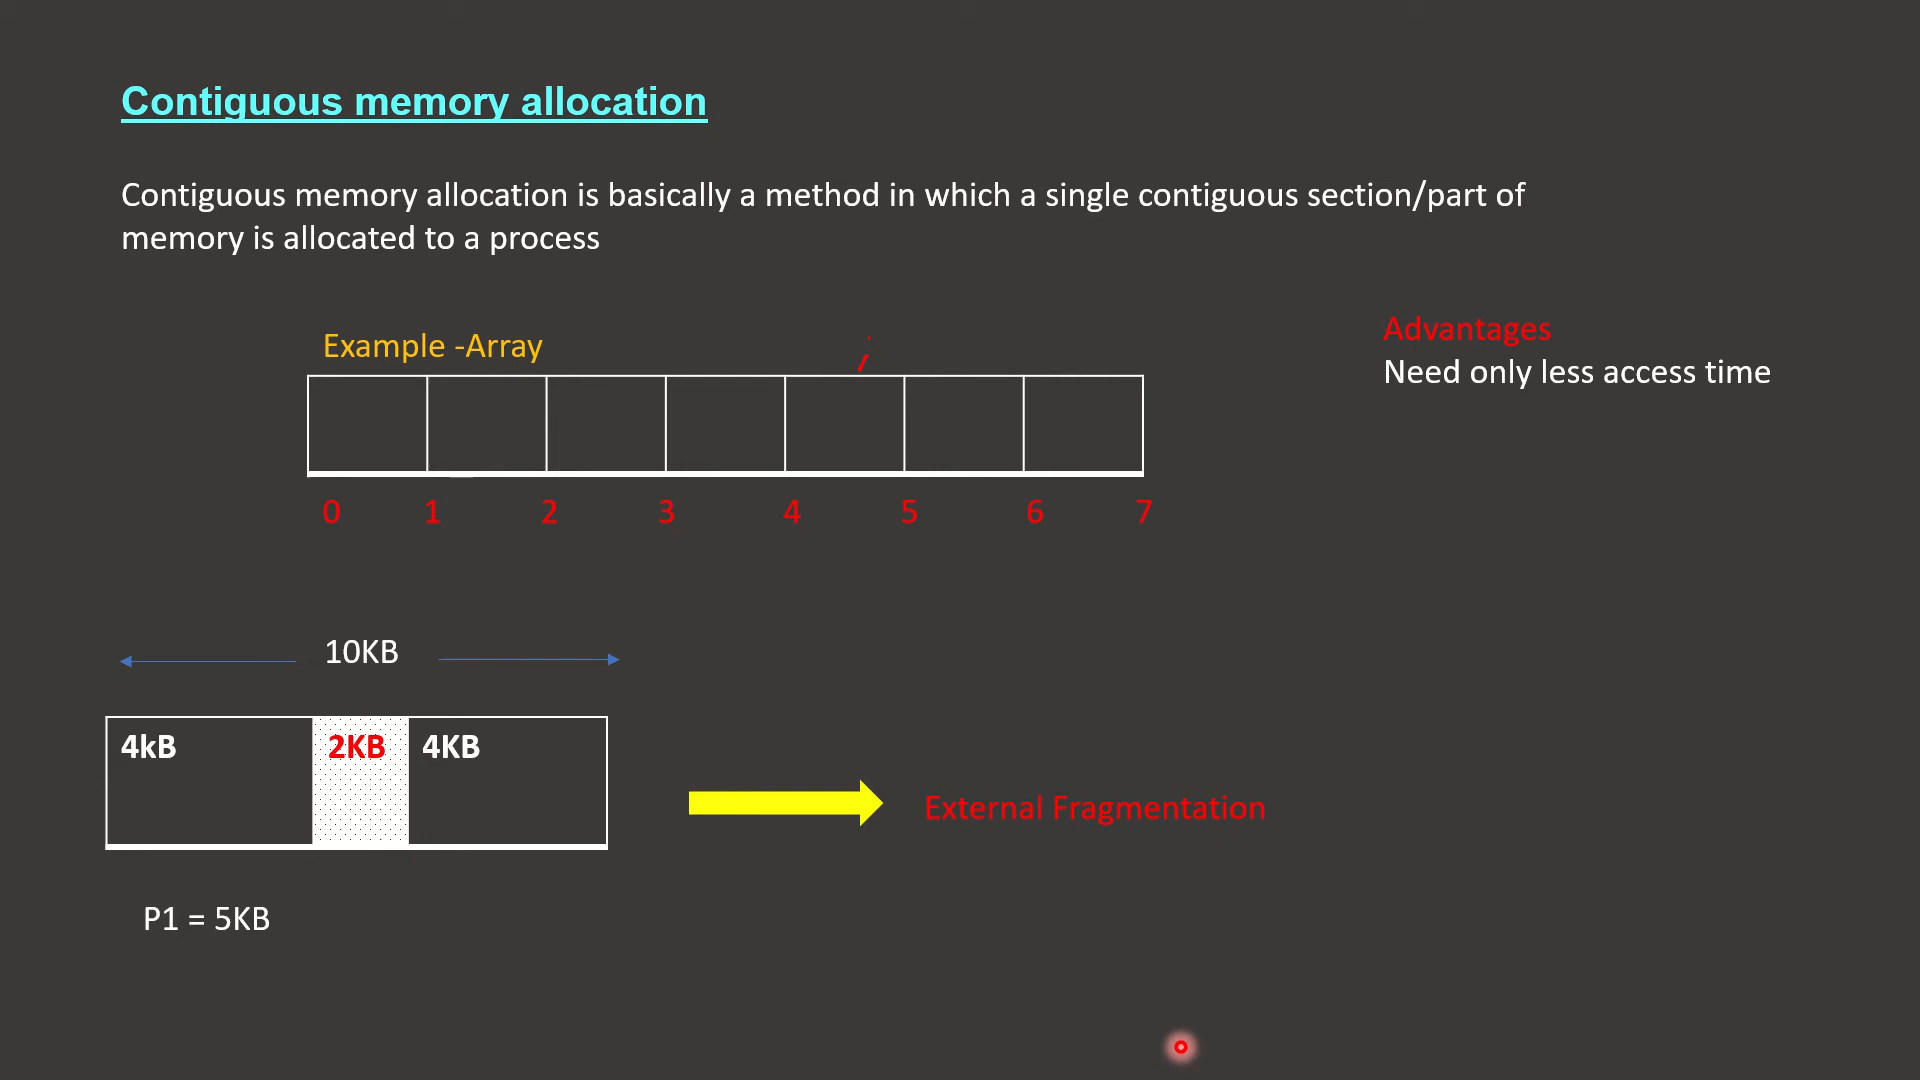 Contiguous memory allocation
Contiguous memory allocation is basically a method in which a single contiguous section/part of
memory is allocated to a process
Example -Array
Advantages
Need only less access time
0 1 2 3 4 5 6 7
10KB
4kB 2KB 4KB
External Fragmentation
P1 = 5KB